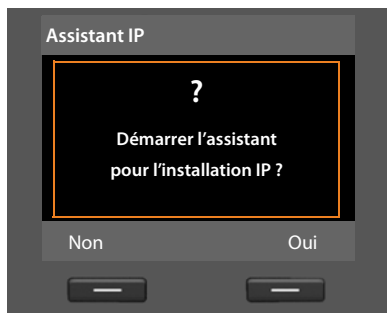 Assistant IP
?
Démarrer l’assistant
pour l’installation IP ?
Non Oui